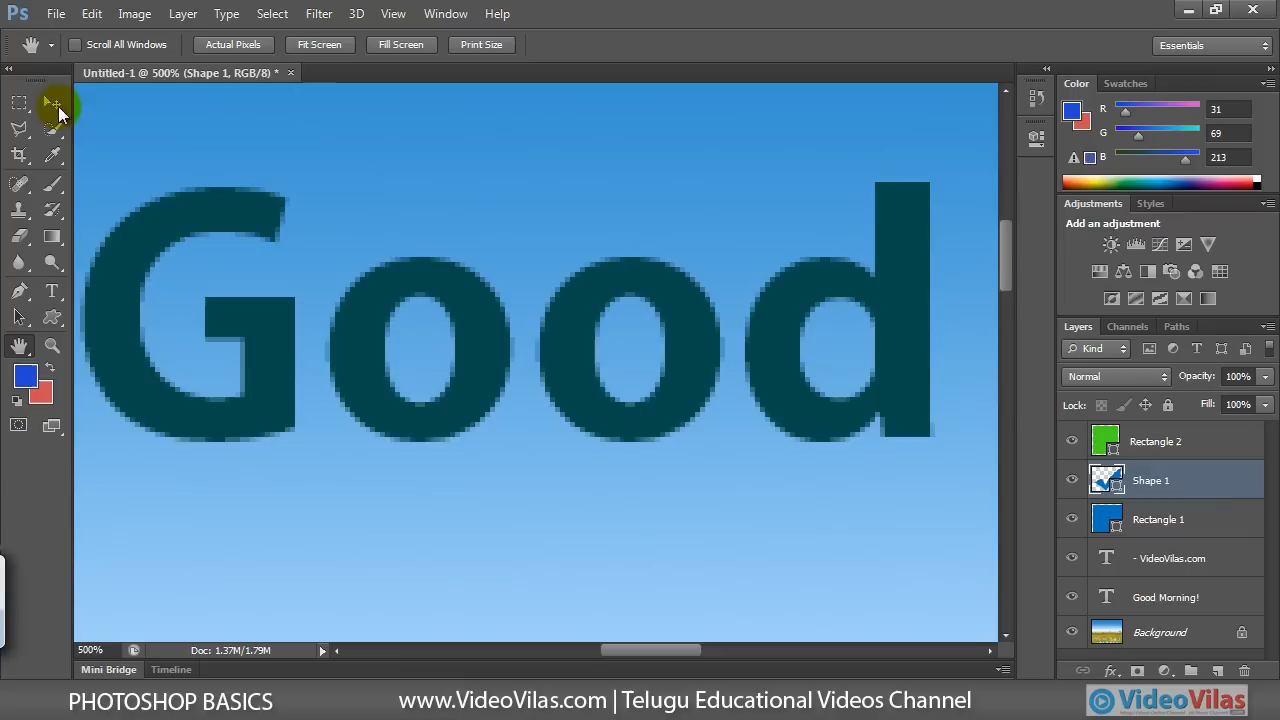 Ps File Edit Image Layer Type Select Filter 3D View Window Help
Scroll All Windows Actual Pixels Fit Screen Fill Screen Print Size Essentials
Untitled-1 @ 500% (Shape 1, RGB/8) *
Color Swatches
R 31
G 69
B 213
Adjustments Styles
Add an adjustment
Good
Layers Channels Paths
Kind
Normal Opacity: 100%
Lock: Fill: 100%
Rectangle 2
Shape 1
Rectangle 1
- VideoVilas.com
Good Morning!
Background
500% Doc: 1.37M/1.79M
Mini Bridge Timeline
PHOTOSHOP BASICS www.VideoVilas.com | Telugu Educational Videos Channel VideoVilas